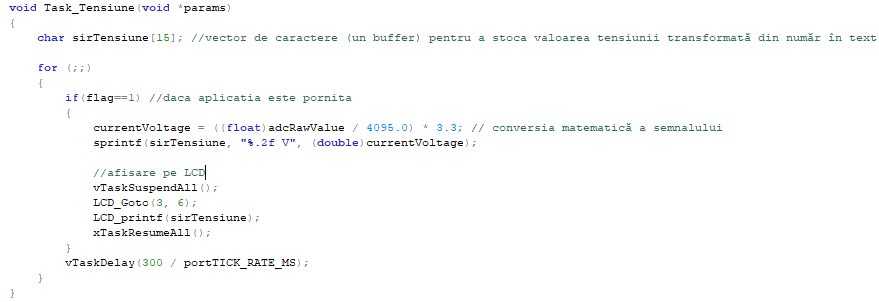 void Task_Tensiune(void *params)
{
char sirTensiune[15]; //vector de caractere (un buffer) pentru a stoca valoarea tensiunii transformată din număr în text
for (;;)
{
if(flag==1) //daca aplicatia este pornita
{
currentVoltage = ((float)adcRawValue / 4095.0) * 3.3; // conversia matematică a semnalului
sprintf(sirTensiune, "%.2f V", (double)currentVoltage);
//afisare pe LCD
vTaskSuspendAll();
LCD_Goto(3, 6);
LCD_printf(sirTensiune);
xTaskResumeAll();
}
vTaskDelay(300 / portTICK_RATE_MS);
}
}